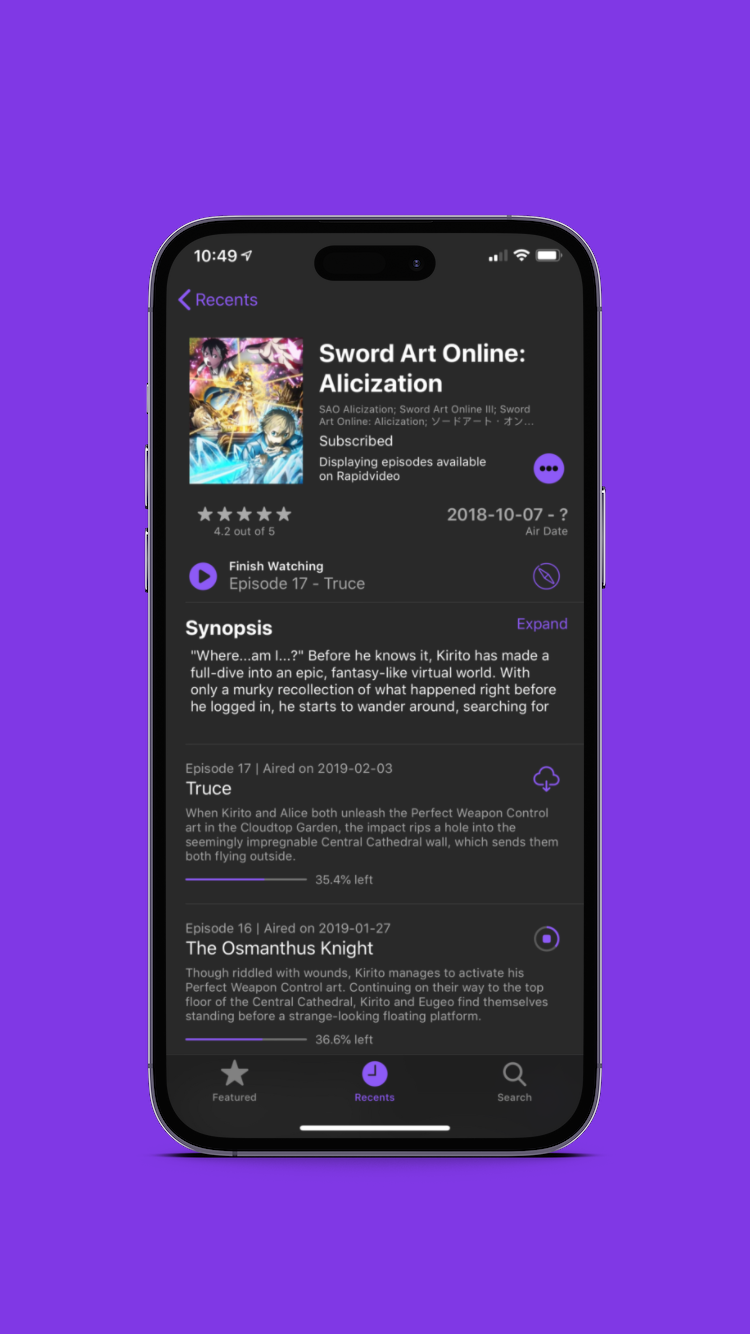 10:49
Recents
Sword Art Online:
Alicization
SAO Alicization; Sword Art Online III; Sword
Art Online: Alicization; ソードアート・オン...
Subscribed
Displaying episodes available
on Rapidvideo
4.2 out of 5
2018-10-07 - ?
Air Date
Finish Watching
Episode 17 - Truce
Synopsis
Expand
"Where...am I...?" Before he knows it, Kirito has made a
full-dive into an epic, fantasy-like virtual world. With
only a murky recollection of what happened right before
he logged in, he starts to wander around, searching for
Episode 17 | Aired on 2019-02-03
Truce
When Kirito and Alice both unleash the Perfect Weapon Control
art in the Cloudtop Garden, the impact rips a hole into the
seemingly impregnable Central Cathedral wall, which sends them
both flying outside.
35.4% left
Episode 16 | Aired on 2019-01-27
The Osmanthus Knight
Though riddled with wounds, Kirito manages to activate his
Perfect Weapon Control art. Continuing on their way to the top
floor of the Central Cathedral, Kirito and Eugeo find themselves
standing before a strange-looking floating platform.
36.6% left
Featured
Recents
Search